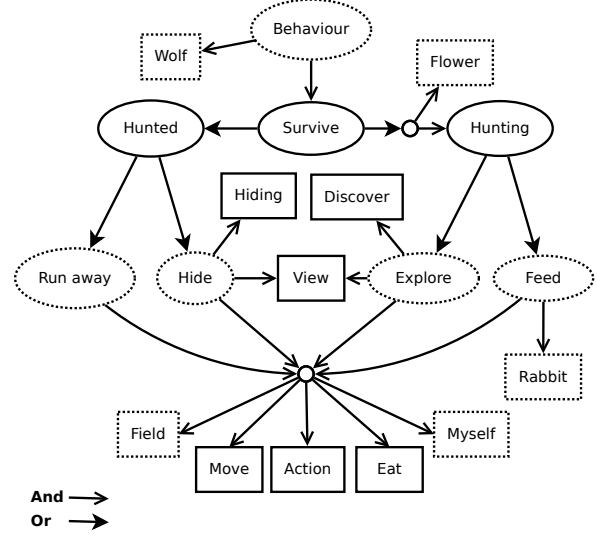 Behaviour
Wolf
Flower
Hunted
Survive
Hunting
Hiding
Discover
Run away
Hide
View
Explore
Feed
Rabbit
Field
Myself
Move
Action
Eat
And
Or